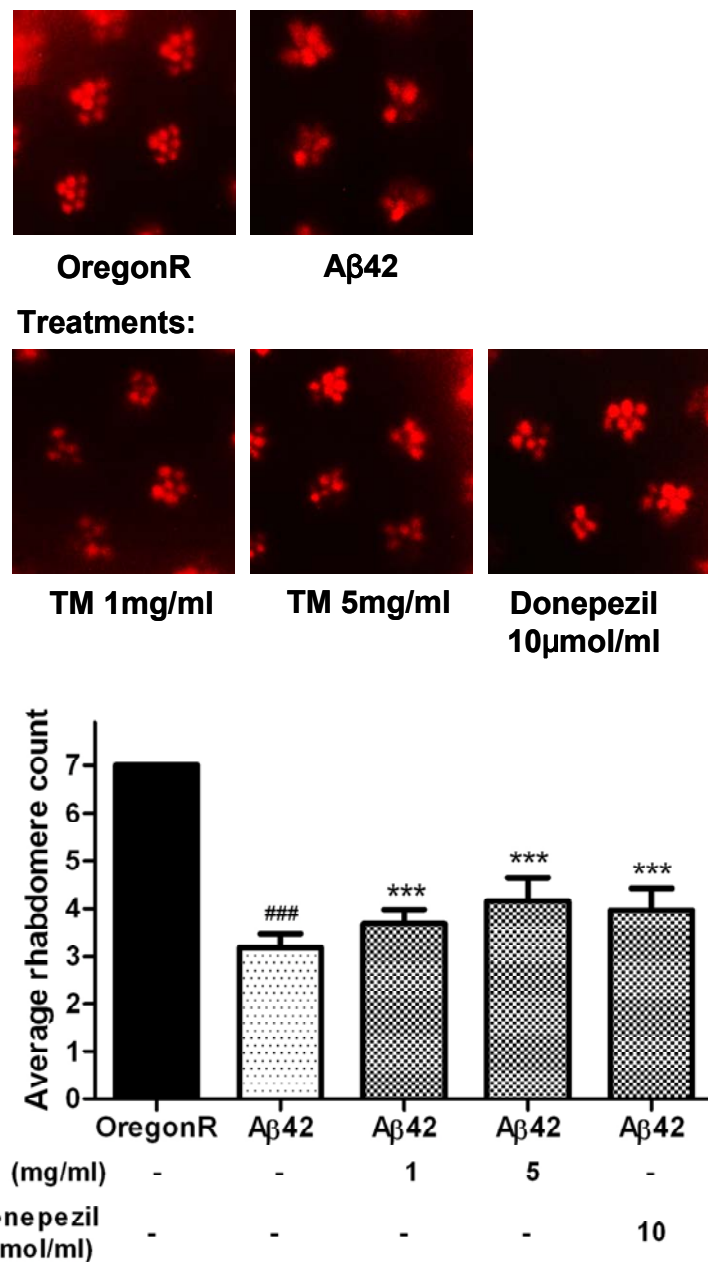 OregonR
Aβ42
Treatments:
TM 1mg/ml
TM 5mg/ml
Donepezil
10µmol/ml
Average rhabdomere count
7
6
5
4
3
2
1
0
###
***
***
***
OregonR Aβ42 Aβ42 Aβ42 Aβ42
(mg/ml) - - 1 5 -
nepezil
mol/ml) - - - - 10